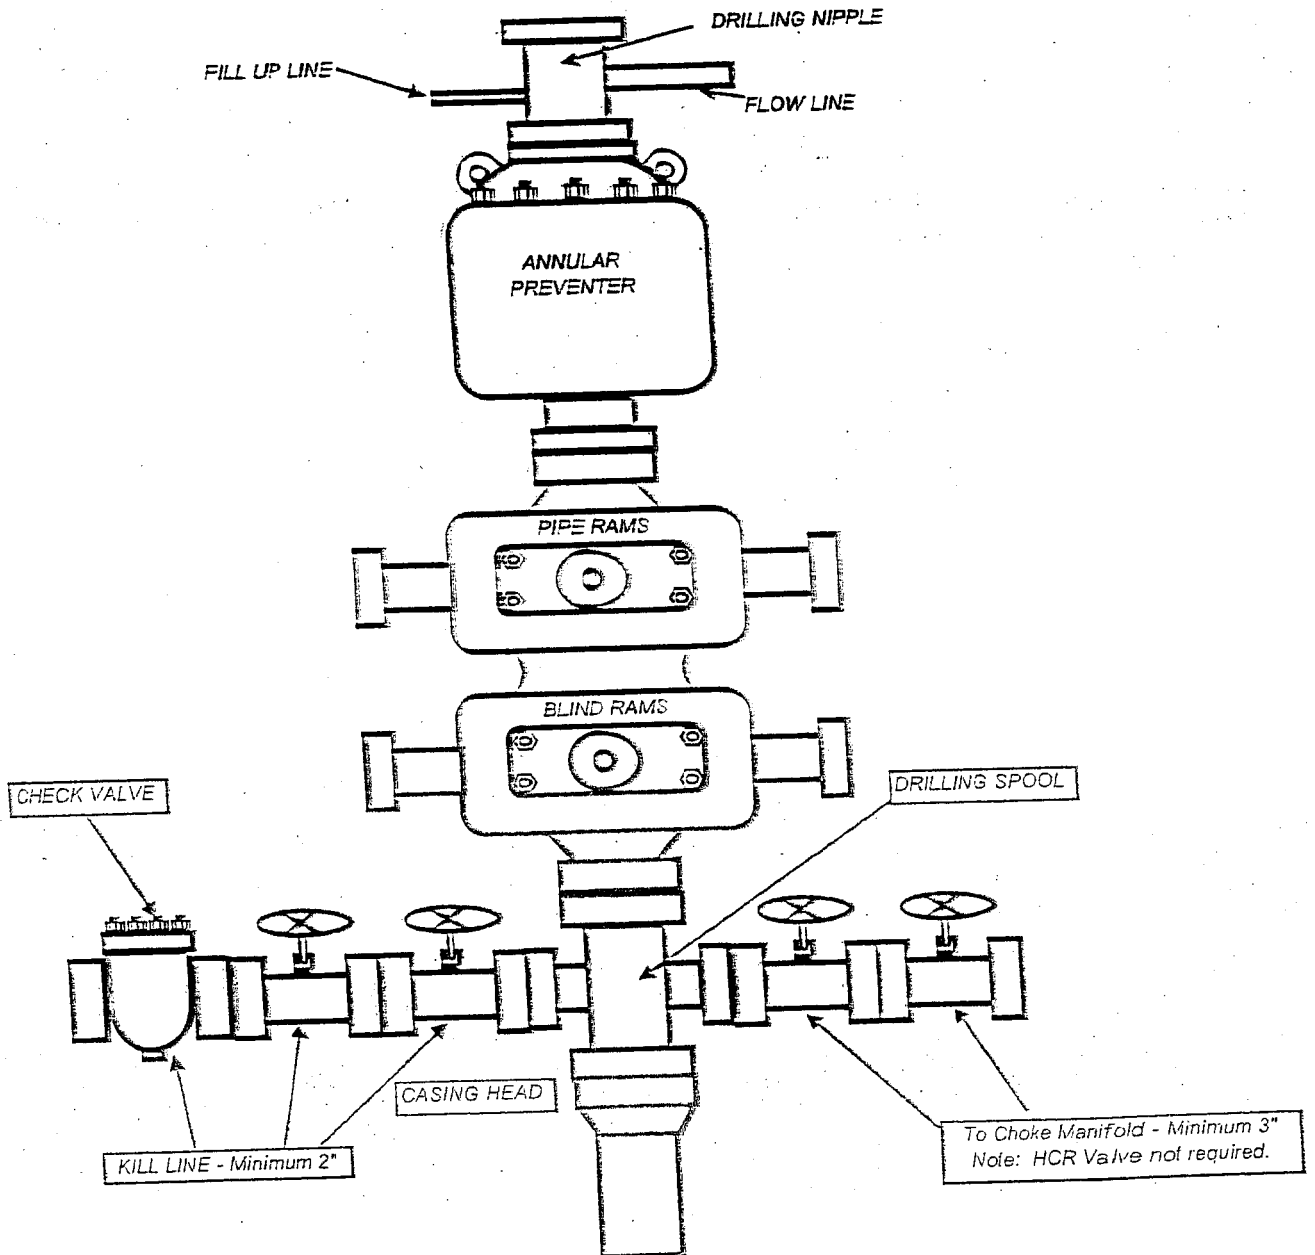 DRILLING NIPPLE
FILL UP LINE
FLOW LINE
ANNULAR
PREVENTER
PIPE RAMS
BLIND RAMS
CHECK VALVE
DRILLING SPOOL
CASING HEAD
KILL LINE - Minimum 2"
To Choke Manifold - Minimum 3"
Note: HCR Valve not required.